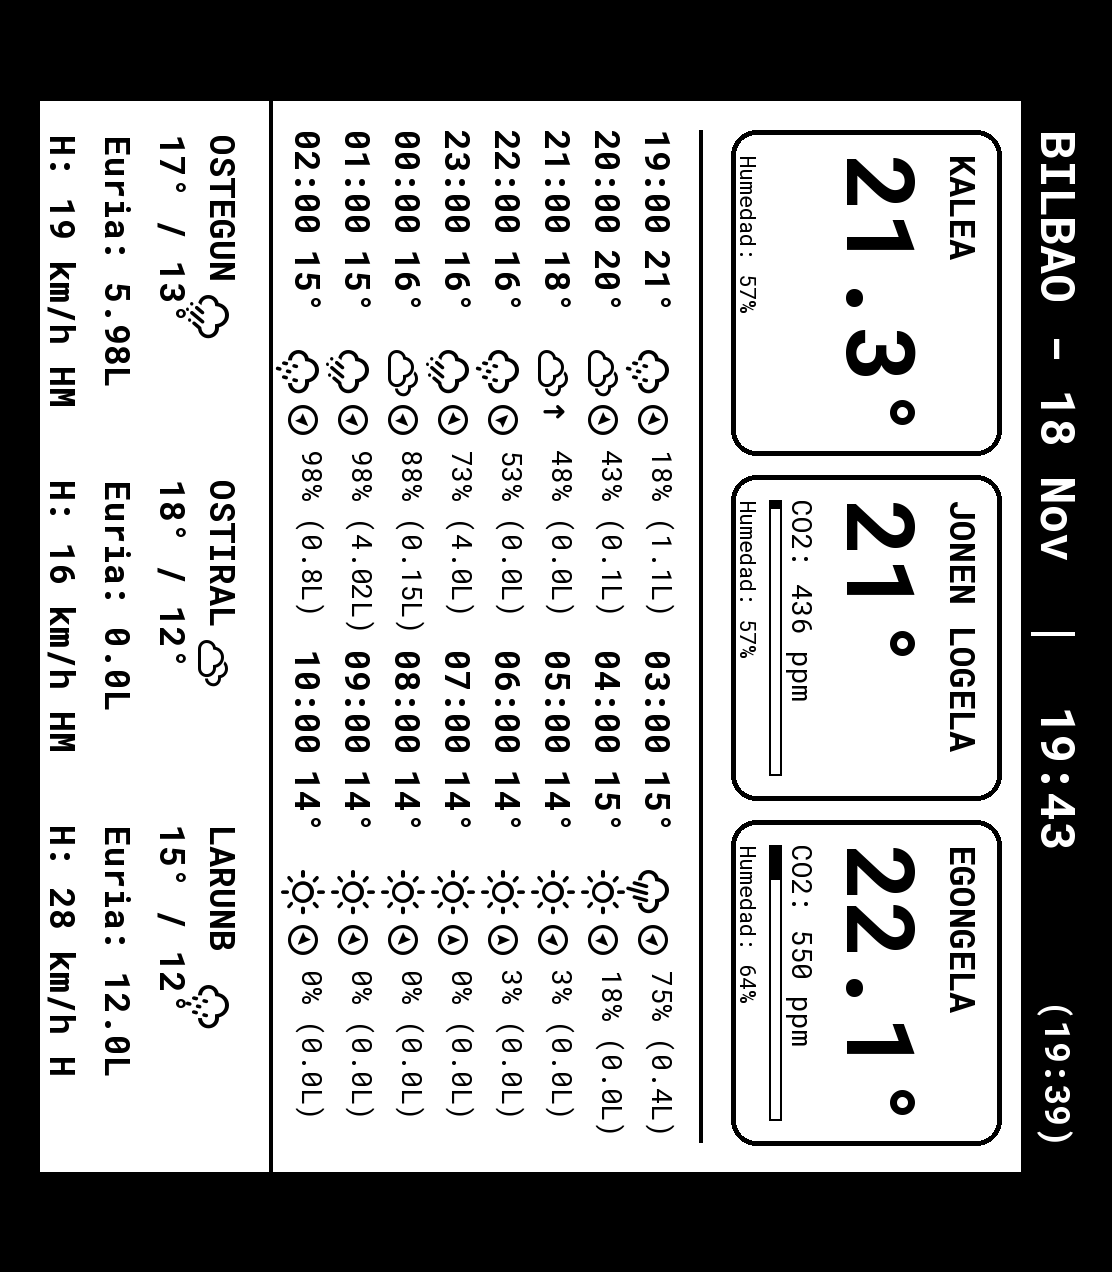 BILBAO - 18 Nov | 19:43 (19:39)
KALEA
21.3°
Humedad: 57%
JONEN LOGELA
21°
CO2: 436 ppm
Humedad: 57%
EGONGELA
22.1°
CO2: 550 ppm
Humedad: 64%
19:00 21° 18% (1.1L)
20:00 20° 43% (0.1L)
21:00 18° 48% (0.0L)
22:00 16° 53% (0.0L)
23:00 16° 73% (4.0L)
00:00 16° 88% (0.15L)
01:00 15° 98% (4.02L)
02:00 15° 98% (0.8L)
03:00 15° 75% (0.4L)
04:00 15° 18% (0.0L)
05:00 14° 3% (0.0L)
06:00 14° 3% (0.0L)
07:00 14° 0% (0.0L)
08:00 14° 0% (0.0L)
09:00 14° 0% (0.0L)
10:00 14° 0% (0.0L)
OSTEGUN
17° / 13°
Euria: 5.98L
H: 19 km/h HM
OSTIRAL
18° / 12°
Euria: 0.0L
H: 16 km/h HM
LARUNB
15° / 12°
Euria: 12.0L
H: 28 km/h H